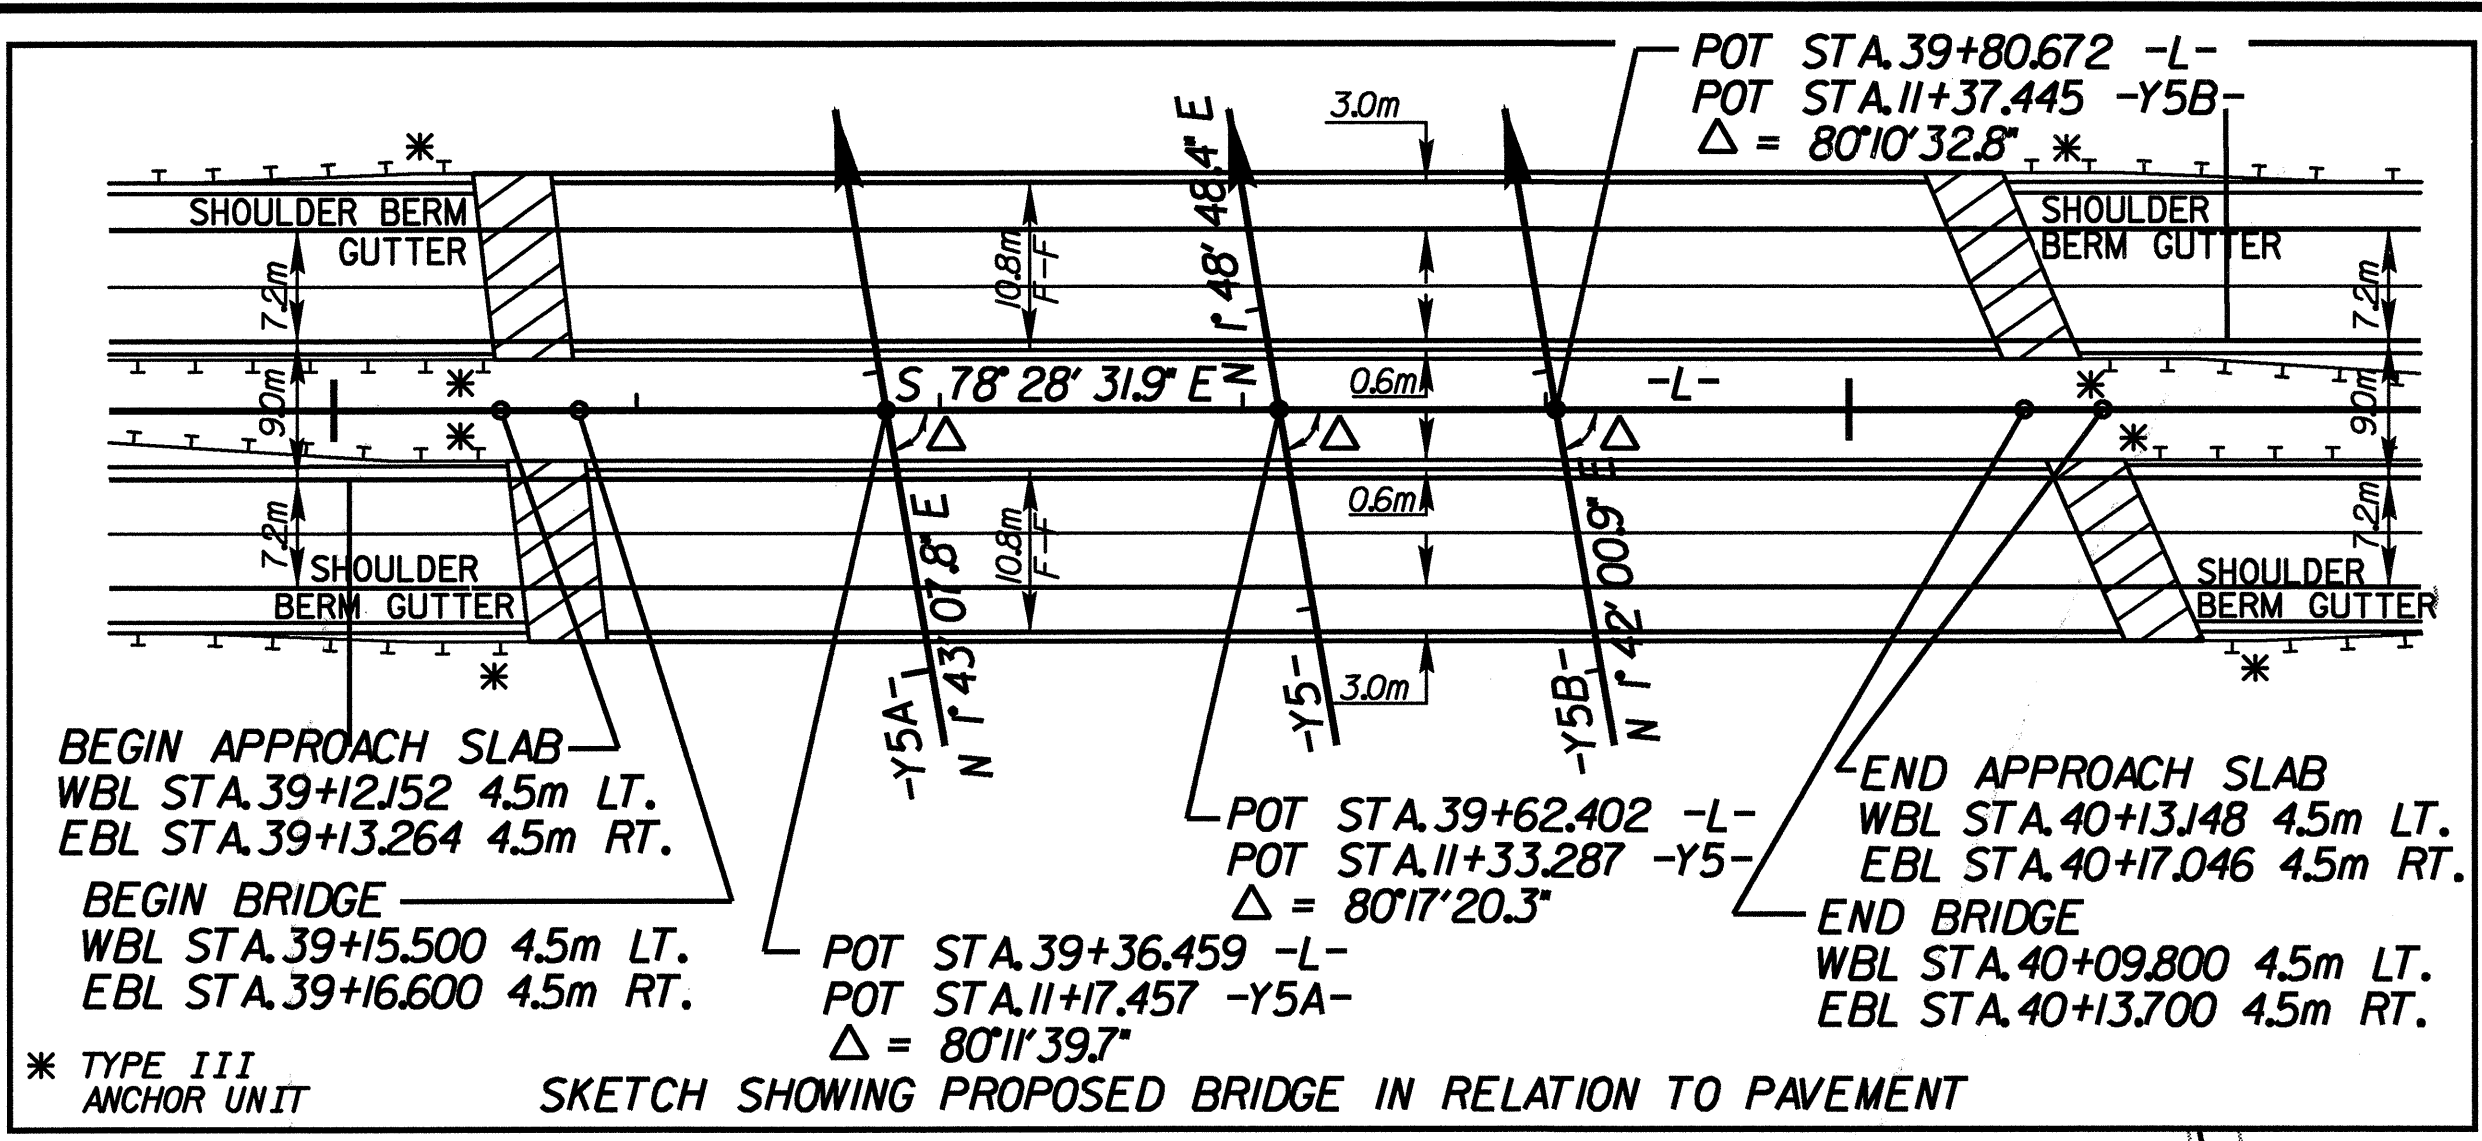 POT STA. 39+80.672 -L-
POT STA. 11+37.445 -Y5B-
△ = 80°10'32.8"
3.0m
SHOULDER BERM
GUTTER
SHOULDER
BERM GUTTER
7.2m
10.8m
F-F
N 1° 48' 48.4" E
7.2m
S 78° 28' 31.9" E
0.6m
-L-
9.0m
9.0m
△
△
△
0.6m
7.2m
10.8m
F-F
7.2m
SHOULDER
BERM GUTTER
SHOULDER
BERM GUTTER
N 1° 43' 07.8" E
N 1° 42' 00.9" E
3.0m
-Y5A-
-Y5-
-Y5B-
BEGIN APPROACH SLAB
WBL STA. 39+12.152 4.5m LT.
EBL STA. 39+13.264 4.5m RT.
BEGIN BRIDGE
WBL STA. 39+15.500 4.5m LT.
EBL STA. 39+16.600 4.5m RT.
POT STA. 39+36.459 -L-
POT STA. 11+17.457 -Y5A-
△ = 80°11'39.7"
POT STA. 39+62.402 -L-
POT STA. 11+33.287 -Y5-
△ = 80°17'20.3"
END APPROACH SLAB
WBL STA. 40+13.148 4.5m LT.
EBL STA. 40+17.046 4.5m RT.
END BRIDGE
WBL STA. 40+09.800 4.5m LT.
EBL STA. 40+13.700 4.5m RT.
* TYPE III
ANCHOR UNIT
SKETCH SHOWING PROPOSED BRIDGE IN RELATION TO PAVEMENT